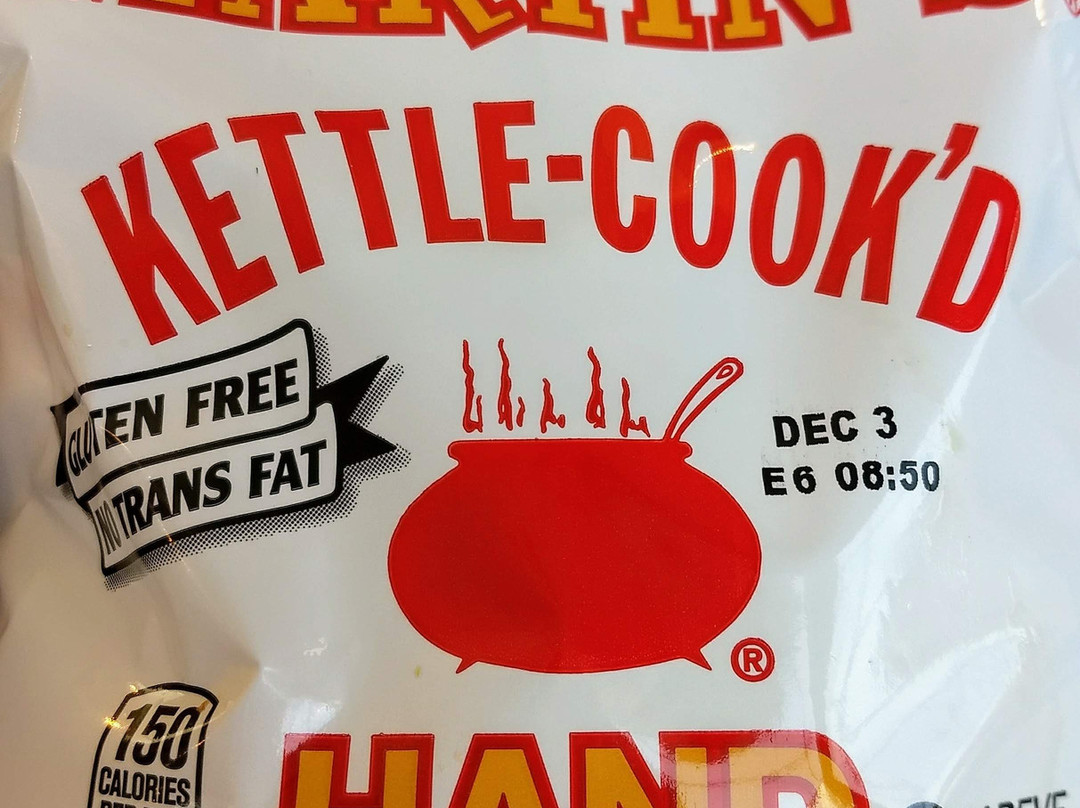 KETTLE-COOK'D
GLUTEN FREE
NO TRANS FAT
DEC 3
E6 08:50
®
150
CALORIES
HAND